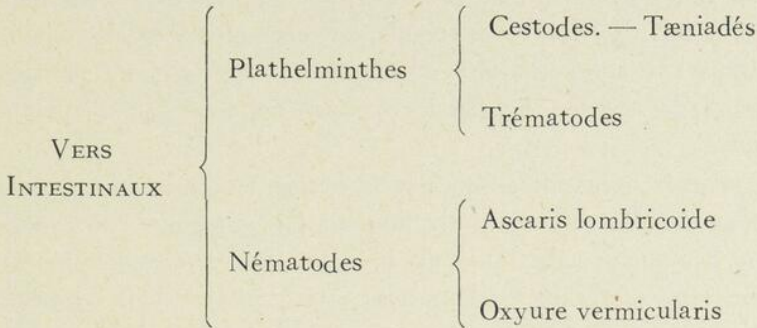 Cestodes. — Tæniadés
Plathelminthes
Trématodes
VERS
INTESTINAUX
Ascaris lombricoide
Nématodes
Oxyure vermicularis